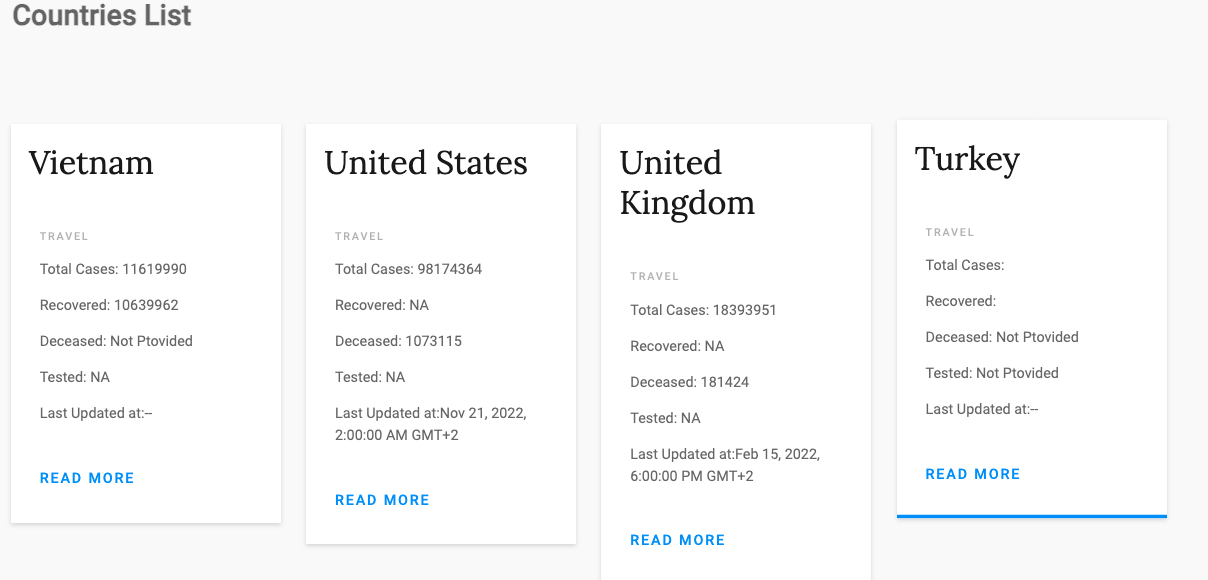 Countries List
Vietnam
TRAVEL
Total Cases: 11619990
Recovered: 10639962
Deceased: Not Ptovided
Tested: NA
Last Updated at:--
READ MORE
United States
TRAVEL
Total Cases: 98174364
Recovered: NA
Deceased: 1073115
Tested: NA
Last Updated at:Nov 21, 2022,
2:00:00 AM GMT+2
READ MORE
United
Kingdom
TRAVEL
Total Cases: 18393951
Recovered: NA
Deceased: 181424
Tested: NA
Last Updated at:Feb 15, 2022,
6:00:00 PM GMT+2
READ MORE
Turkey
TRAVEL
Total Cases:
Recovered:
Deceased: Not Ptovided
Tested: Not Ptovided
Last Updated at:--
READ MORE